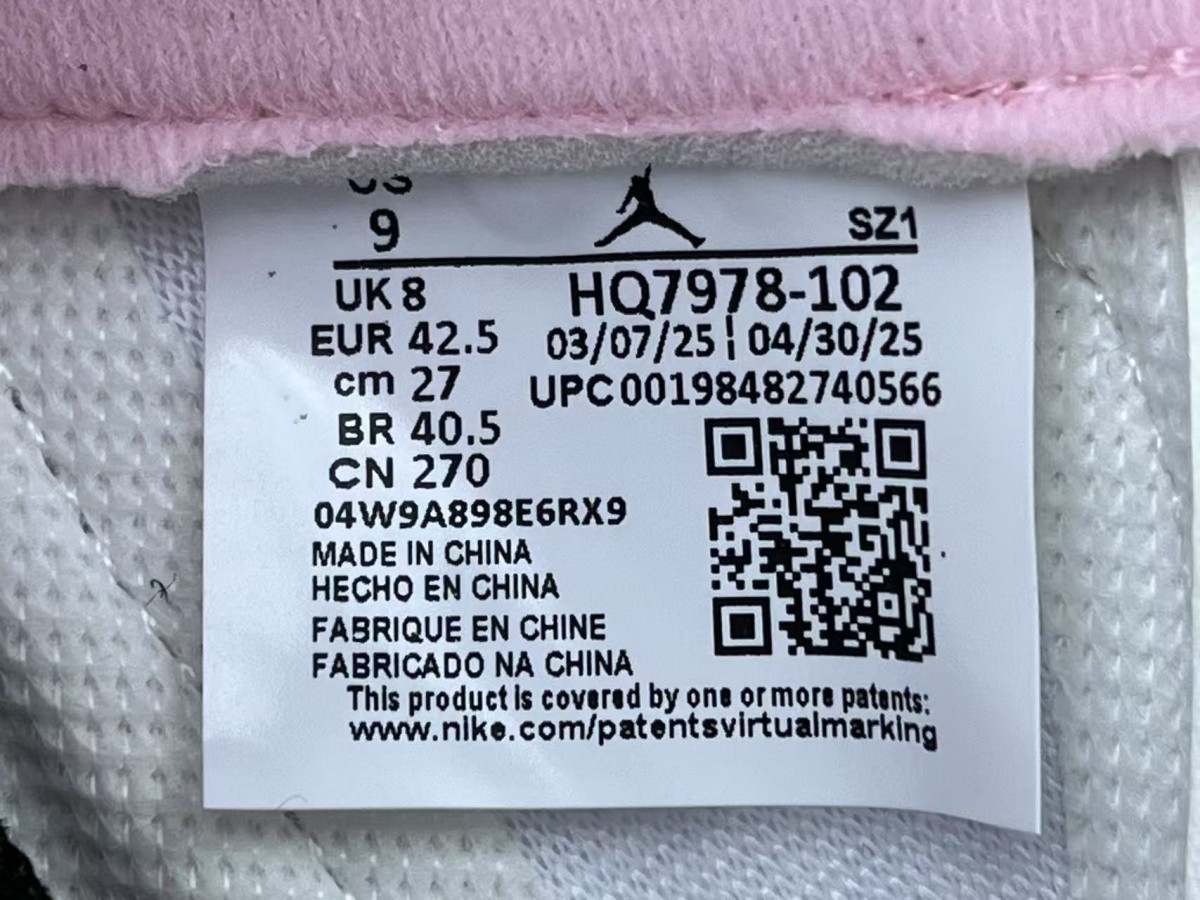 US
9
SZ1
UK 8
HQ7978-102
EUR 42.5
03/07/25 | 04/30/25
cm 27
UPC00198482740566
BR 40.5
CN 270
04W9A898E6RX9
MADE IN CHINA
HECHO EN CHINA
FABRIQUE EN CHINE
FABRICADO NA CHINA
This product is covered by one or more patents:
www.nike.com/patentsvirtualmarking